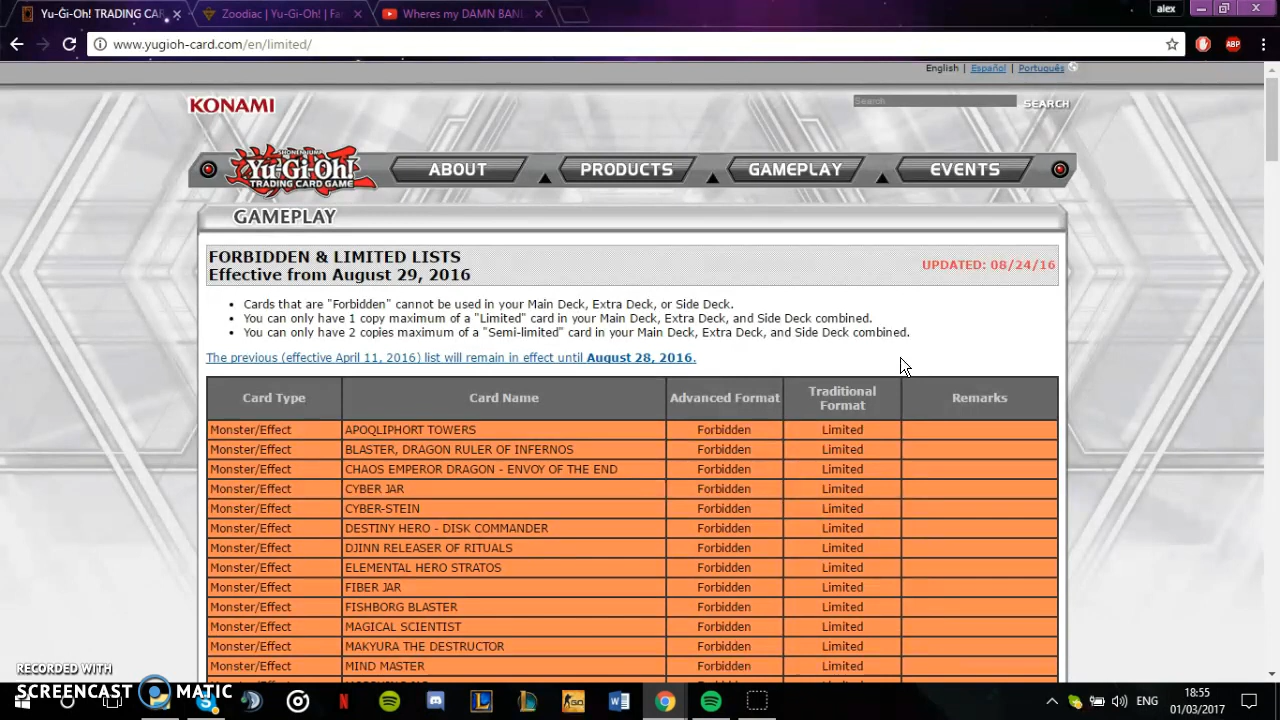 Yu-Gi-Oh! TRADING CAR
Zoodiac | Yu-Gi-Oh! | Fan
Wheres my DAMN BANL
alex
ABP
www.yugioh-card.com/en/limited/
English | Español | Português
KONAMI
Search
SEARCH
SHONEN JUMP
Yu-Gi-Oh!
TRADING CARD GAME
ABOUT
PRODUCTS
GAMEPLAY
EVENTS
GAMEPLAY
FORBIDDEN & LIMITED LISTS
Effective from August 29, 2016
UPDATED: 08/24/16
• Cards that are "Forbidden" cannot be used in your Main Deck, Extra Deck, or Side Deck.
• You can only have 1 copy maximum of a "Limited" card in your Main Deck, Extra Deck, and Side Deck combined.
• You can only have 2 copies maximum of a "Semi-limited" card in your Main Deck, Extra Deck, and Side Deck combined.
The previous (effective April 11, 2016) list will remain in effect until August 28, 2016.
Card Type Card Name Advanced Format Traditional Format Remarks
Monster/Effect APOQLIPHORT TOWERS Forbidden Limited
Monster/Effect BLASTER, DRAGON RULER OF INFERNOS Forbidden Limited
Monster/Effect CHAOS EMPEROR DRAGON - ENVOY OF THE END Forbidden Limited
Monster/Effect CYBER JAR Forbidden Limited
Monster/Effect CYBER-STEIN Forbidden Limited
Monster/Effect DESTINY HERO - DISK COMMANDER Forbidden Limited
Monster/Effect DJINN RELEASER OF RITUALS Forbidden Limited
Monster/Effect ELEMENTAL HERO STRATOS Forbidden Limited
Monster/Effect FIBER JAR Forbidden Limited
Monster/Effect FISHBORG BLASTER Forbidden Limited
Monster/Effect MAGICAL SCIENTIST Forbidden Limited
Monster/Effect MAKYURA THE DESTRUCTOR Forbidden Limited
Monster/Effect MIND MASTER Forbidden Limited
RECORDED WITH
SCREENCAST MATIC
ENG
18:55
01/03/2017